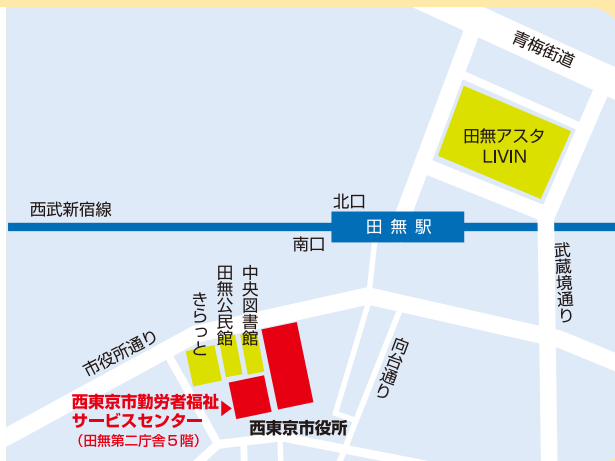 青梅街道
田無アスタ
LIVIN
西武新宿線
北口
田無駅
南口
武蔵境通り
中央図書館
田無公民館
きらっと
市役所通り
向台通り
西東京市勤労者福祉
サービスセンター
（田無第二庁舎5階）
西東京市役所